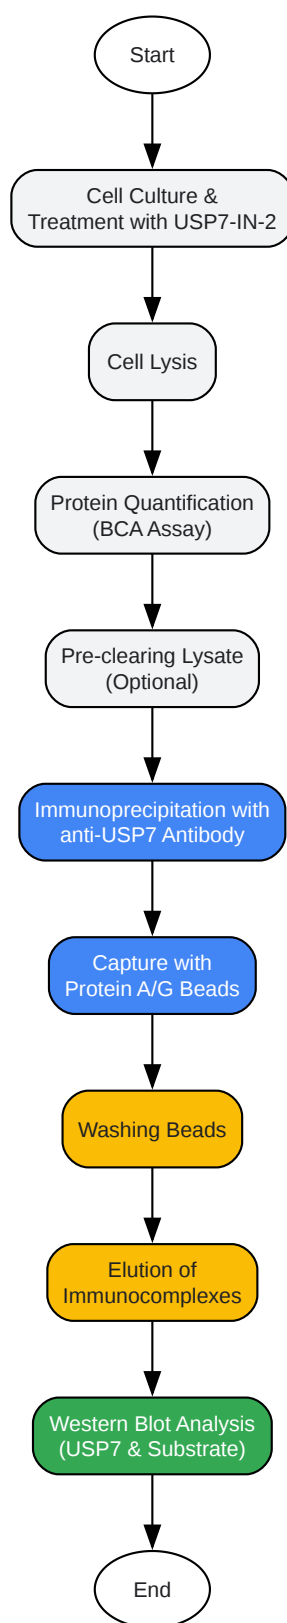 Start
Cell Culture &
Treatment with USP7-IN-2
Cell Lysis
Protein Quantification
(BCA Assay)
Pre-clearing Lysate
(Optional)
Immunoprecipitation with
anti-USP7 Antibody
Capture with
Protein A/G Beads
Washing Beads
Elution of
Immunocomplexes
Western Blot Analysis
(USP7 & Substrate)
End